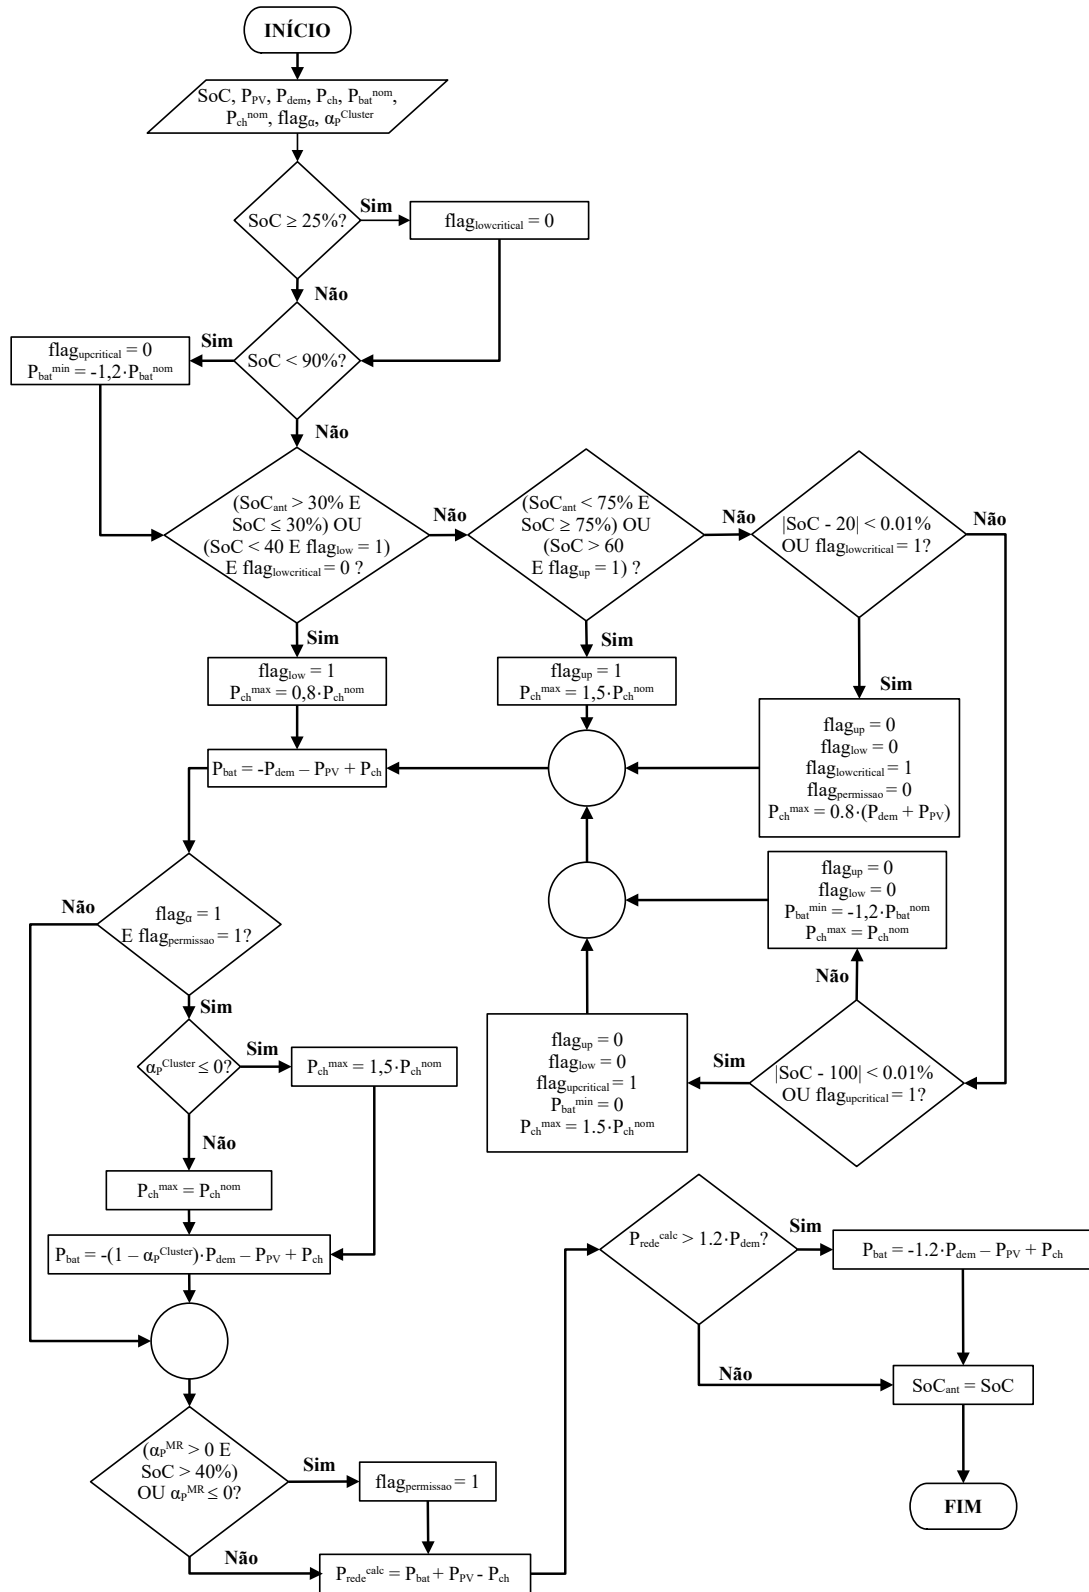 INÍCIO
SoC, P_PV, P_dem, P_ch, P_bat^nom,
P_ch^nom, flag_α, α_P^Cluster
SoC ≥ 25%?
Sim
flag_lowcritical = 0
Não
SoC < 90%?
Sim
flag_upcritical = 0
P_bat^min = -1,2·P_bat^nom
Não
(SoC_ant > 30% E
SoC ≤ 30%) OU
(SoC < 40 E flag_low = 1)
E flag_lowcritical = 0 ?
Não
(SoC_ant < 75% E
SoC ≥ 75%) OU
(SoC > 60
E flag_up = 1) ?
Não
|SoC - 20| < 0.01%
OU flag_lowcritical = 1?
Não
Sim
flag_low = 1
P_ch^max = 0,8·P_ch^nom
Sim
flag_up = 1
P_ch^max = 1,5·P_ch^nom
Sim
flag_up = 0
flag_low = 0
flag_lowcritical = 1
flag_permissao = 0
P_ch^max = 0.8·(P_dem + P_PV)
P_bat = -P_dem – P_PV + P_ch
flag_up = 0
flag_low = 0
P_bat^min = -1,2·P_bat^nom
P_ch^max = P_ch^nom
Não
|SoC - 100| < 0.01%
OU flag_upcritical = 1?
Sim
flag_up = 0
flag_low = 0
flag_upcritical = 1
P_bat^min = 0
P_ch^max = 1.5·P_ch^nom
flag_α = 1
E flag_permissao = 1?
Não
Sim
α_P^Cluster ≤ 0?
Sim
P_ch^max = 1,5·P_ch^nom
Não
P_ch^max = P_ch^nom
P_bat = -(1 – α_P^Cluster)·P_dem – P_PV + P_ch
(α_P^MR > 0 E
SoC > 40%)
OU α_P^MR ≤ 0?
Sim
flag_permissao = 1
Não
P_rede^calc = P_bat + P_PV - P_ch
P_rede^calc > 1.2·P_dem?
Sim
P_bat = -1.2·P_dem – P_PV + P_ch
Não
SoC_ant = SoC
FIM